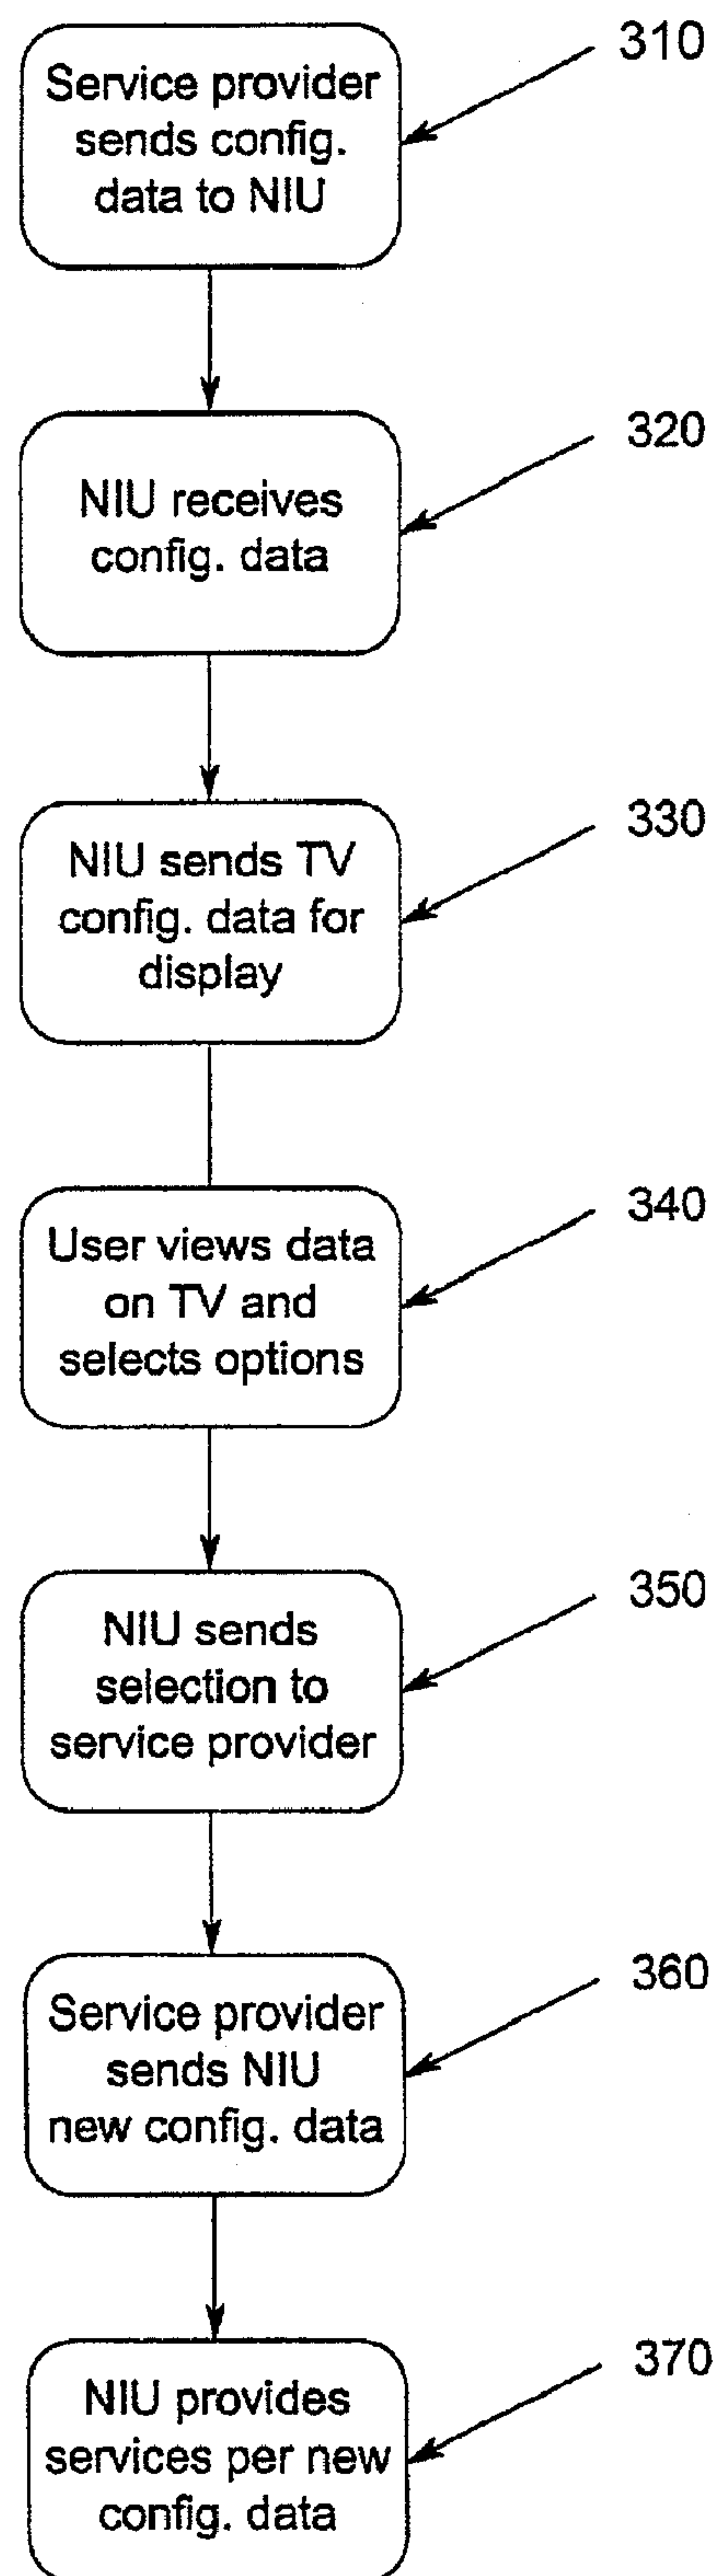 Service provider
sends config.
data to NIU
310
NIU receives
config. data
320
NIU sends TV
config. data for
display
330
User views data
on TV and
selects options
340
NIU sends
selection to
service provider
350
Service provider
sends NIU
new config. data
360
NIU provides
services per new
config. data
370